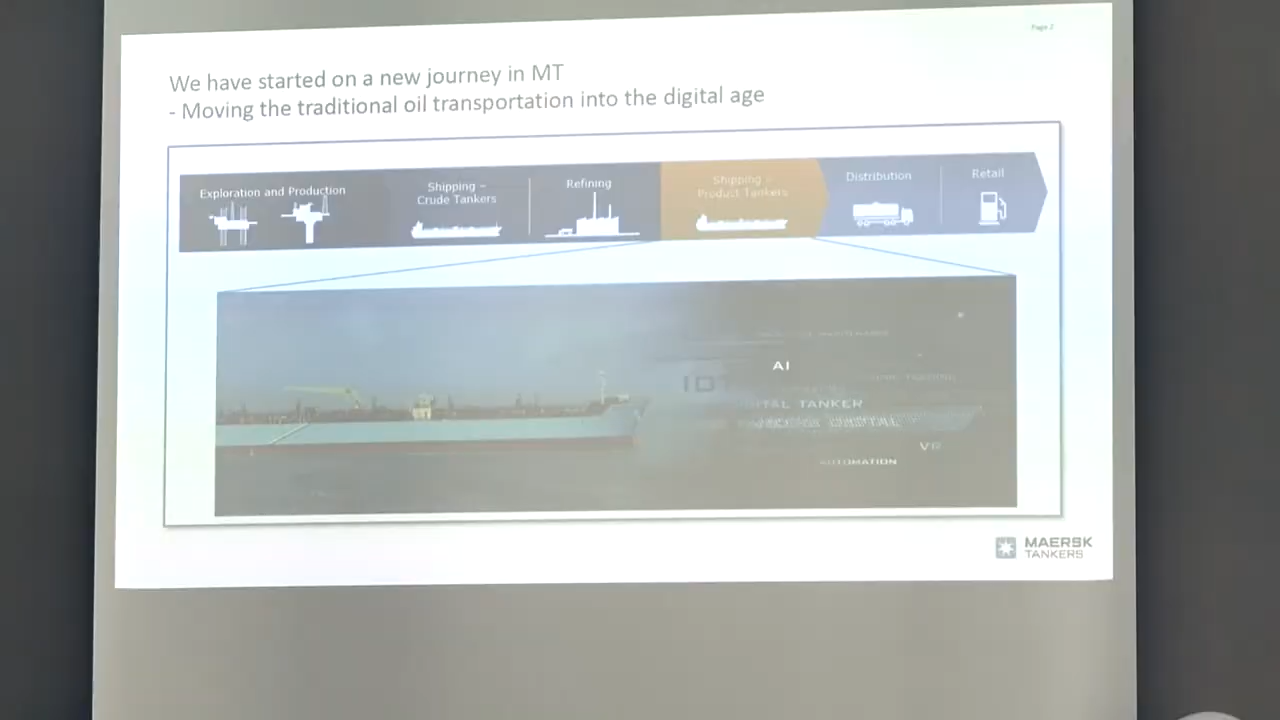 Page 2
We have started on a new journey in MT
- Moving the traditional oil transportation into the digital age
Exploration and Production
Shipping –
Crude Tankers
Refining
Shipping –
Product Tankers
Distribution
Retail
AI
TANKER
VR
AUTOMATION
MAERSK
TANKERS